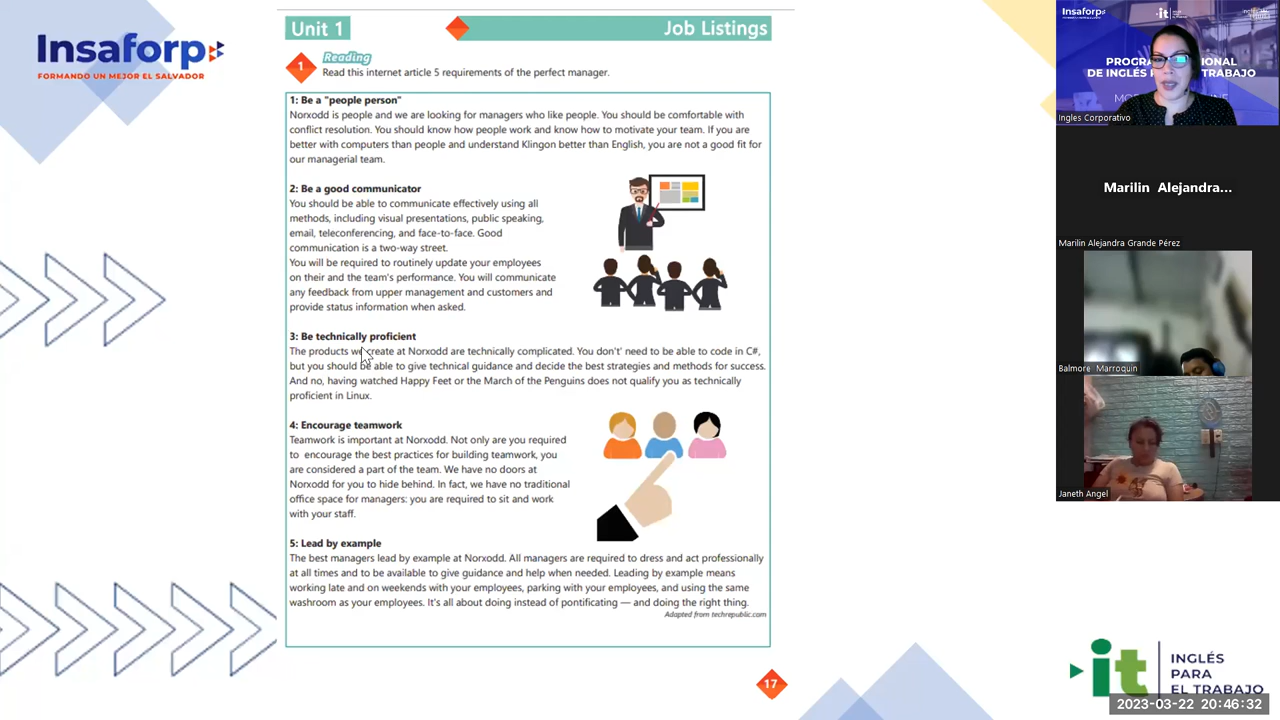 Insaforp
FORMANDO UN MEJOR EL SALVADOR
Unit 1
Job Listings
1
Reading
Read this internet article 5 requirements of the perfect manager.
1: Be a "people person"
Norxodd is people and we are looking for managers who like people. You should be comfortable with
conflict resolution. You should know how people work and know how to motivate your team. If you are
better with computers than people and understand Klingon better than English, you are not a good fit for
our managerial team.
2: Be a good communicator
You should be able to communicate effectively using all
methods, including visual presentations, public speaking,
email, teleconferencing, and face-to-face. Good
communication is a two-way street.
You will be required to routinely update your employees
on their and the team's performance. You will communicate
any feedback from upper management and customers and
provide status information when asked.
3: Be technically proficient
The products we create at Norxodd are technically complicated. You don't' need to be able to code in C#,
but you should be able to give technical guidance and decide the best strategies and methods for success.
And no, having watched Happy Feet or the March of the Penguins does not qualify you as technically
proficient in Linux.
4: Encourage teamwork
Teamwork is important at Norxodd. Not only are you required
to encourage the best practices for building teamwork, you
are considered a part of the team. We have no doors at
Norxodd for you to hide behind. In fact, we have no traditional
office space for managers: you are required to sit and work
with your staff.
5: Lead by example
The best managers lead by example at Norxodd. All managers are required to dress and act professionally
at all times and to be available to give guidance and help when needed. Leading by example means
working late and on weekends with your employees, parking with your employees, and using the same
washroom as your employees. It's all about doing instead of pontificating — and doing the right thing.
Adapted from techrepublic.com
17
Insaforp
it
Ingles Corporativo
Marilin Alejandra...
Marilin Alejandra Grande Pérez
Balmore Marroquin
Janeth Angel
it
INGLÉS
PARA
EL TRABAJO
2023-03-22 20:46:32